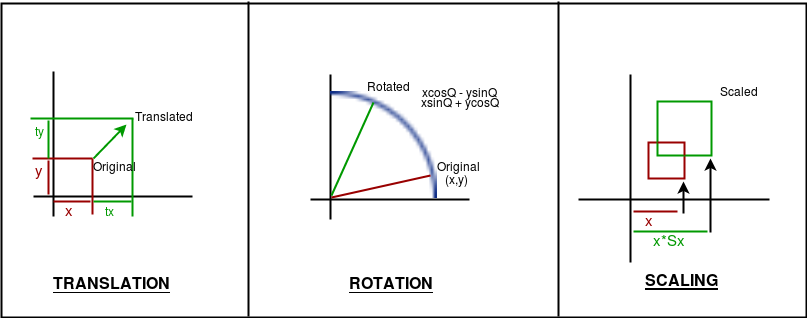 Translated
ty
Original
y
x
tx
TRANSLATION
Rotated
xcosQ - ysinQ
xsinQ + ycosQ
Original
(x,y)
ROTATION
Scaled
x
x*Sx
SCALING